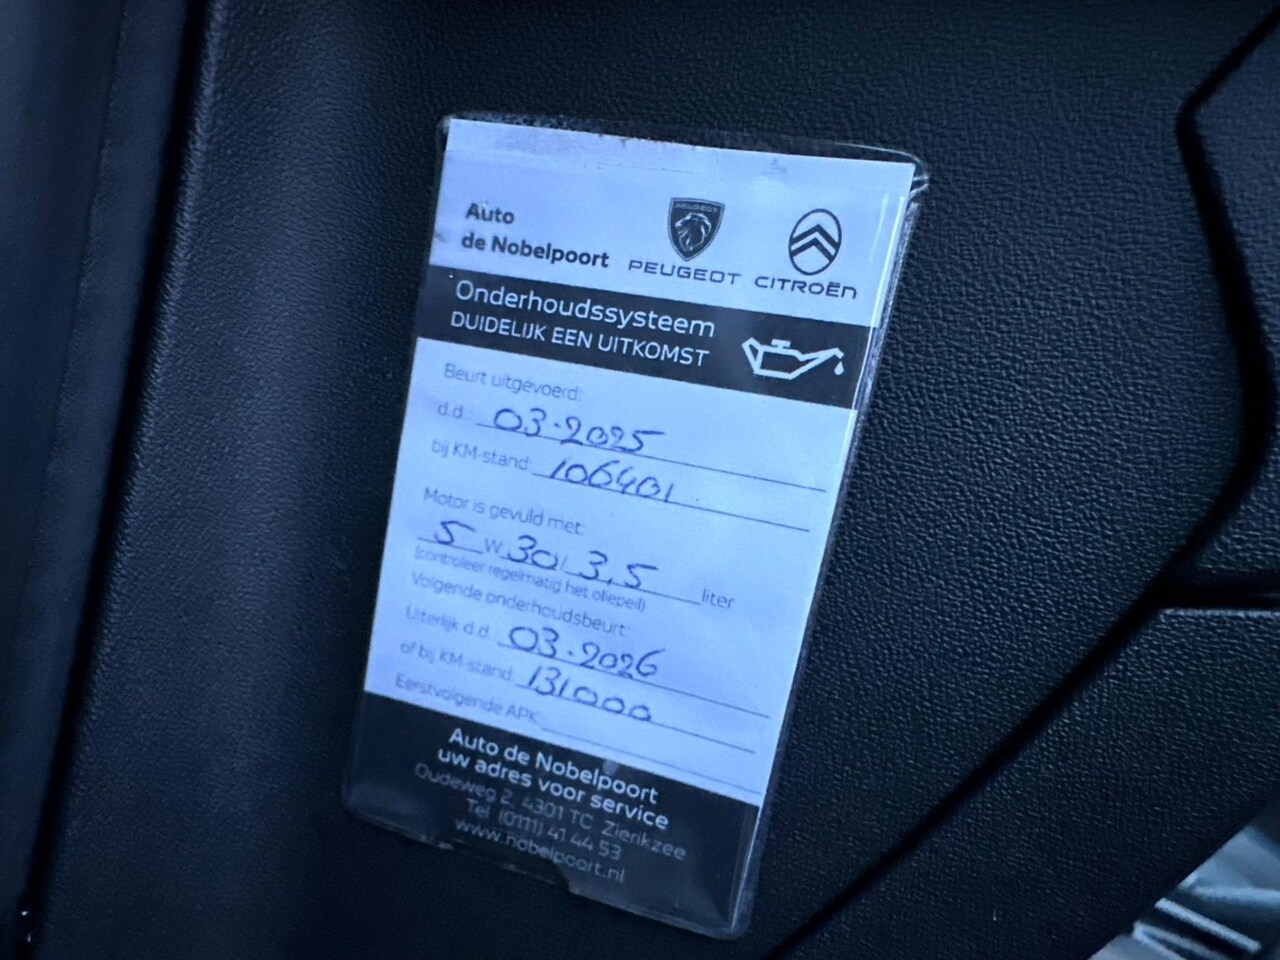 Auto
de Nobelpoort
PEUGEOT
PEUGEOT CITROËN
Onderhoudssysteem
DUIDELIJK EEN UITKOMST
Beurt uitgevoerd:
d.d. 03-2025
bij KM-stand: 106401
Motor is gevuld met:
5 W 30 / 3,5 liter
(controleer regelmatig het oliepeil)
Volgende onderhoudsbeurt:
Uiterlijk d.d. 03-2026
of bij KM-stand: 131000
Eerstvolgende APK:
Auto de Nobelpoort
uw adres voor service
Oudeweg 2, 4301 TC Zierikzee
Tel (0111) 41 44 53
www.nobelpoort.nl